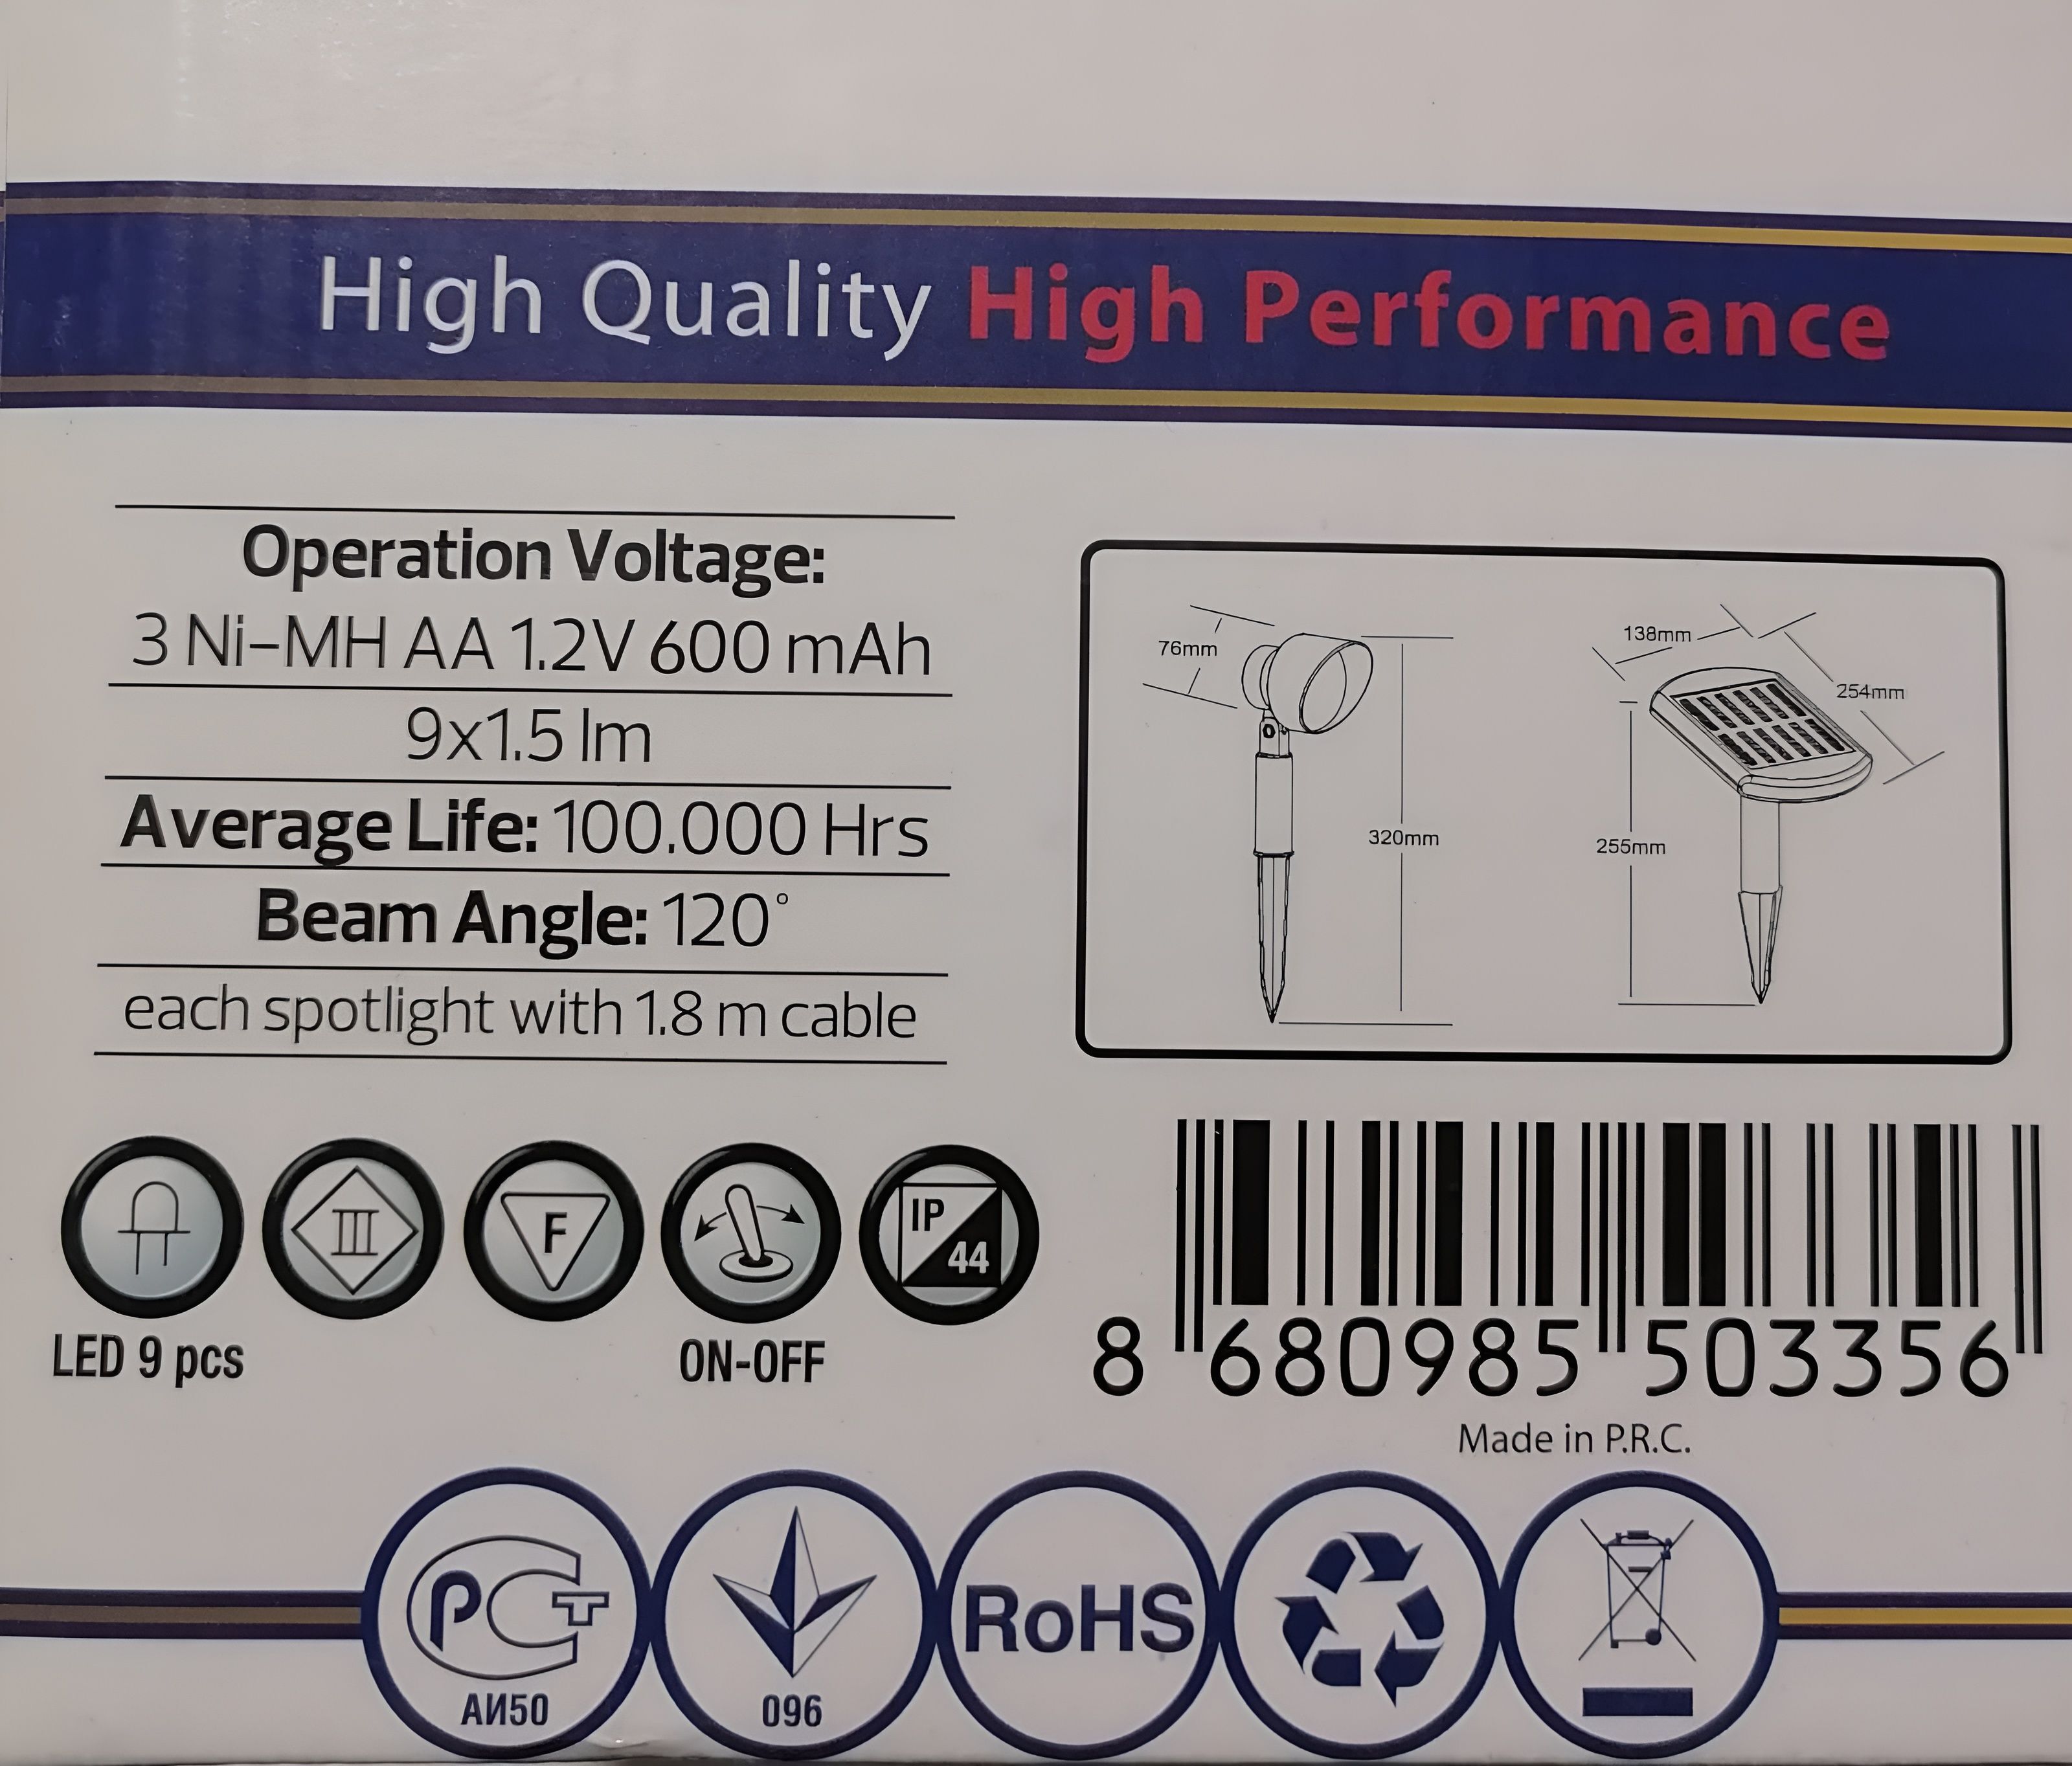 High Quality High Performance
Operation Voltage:
3 Ni-MH AA 1.2V 600 mAh
9x1.5 lm
Average Life: 100.000 Hrs
Beam Angle: 120°
each spotlight with 1.8 m cable
76mm
320mm
138mm
254mm
255mm
III
F
IP
44
LED 9 pcs
ON-OFF
8 680985 503356
Made in P.R.C.
РСТ
АИ50
096
RoHS